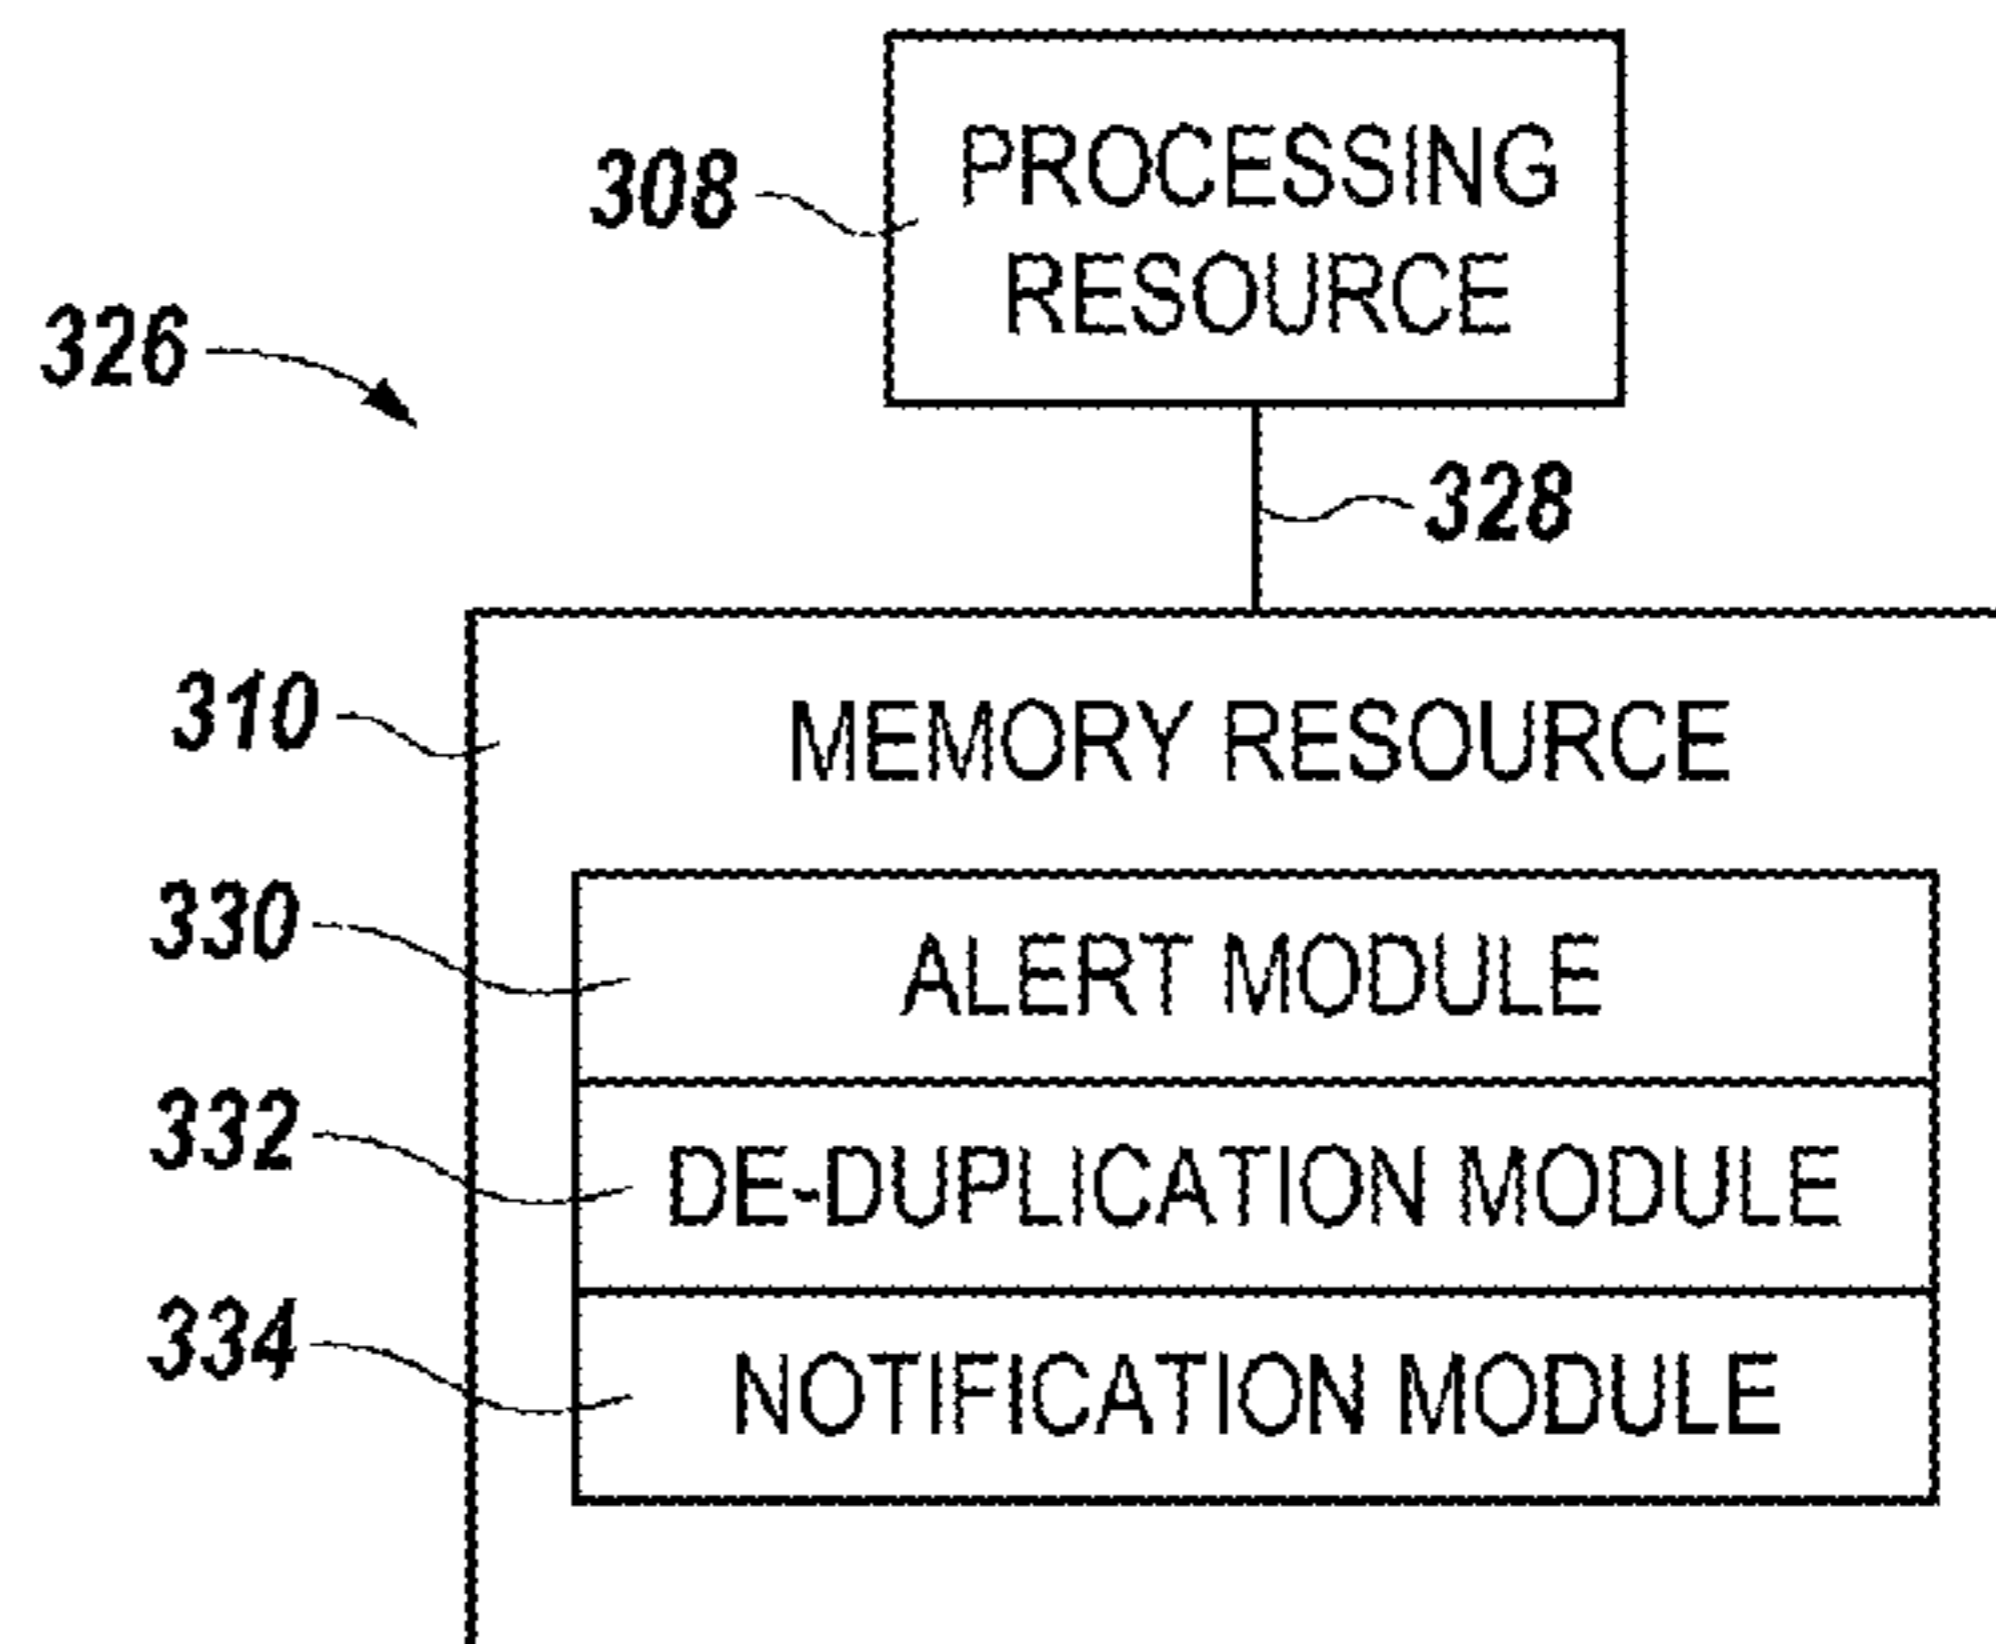 308
PROCESSING
RESOURCE
326
328
310
MEMORY RESOURCE
330
ALERT MODULE
332
DE-DUPLICATION MODULE
334
NOTIFICATION MODULE